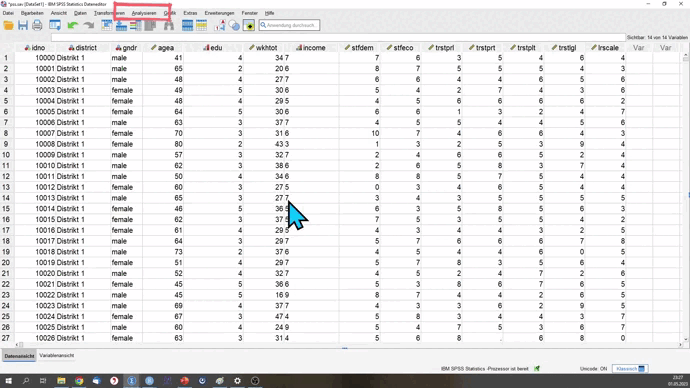 *pss.sav [DataSet1] - IBM SPSS Statistics Dateneditor
Datei Bearbeiten Ansicht Daten Transformieren Analysieren Grafik Extras Erweiterungen Fenster Hilfe
Anwendung durchsuchen
Sichtbar: 14 von 14 Variablen
idno district gndr agea edu wkhtot income stfdem stfeco trstprl trstprt trstplt trstlgl lrscale Var Var
1 10000 Distrikt 1 male 41 4 34 7 7 6 3 5 4 6 4
2 10001 Distrikt 1 male 65 2 20 6 8 7 5 5 5 4 3
3 10002 Distrikt 1 male 48 4 27 7 6 6 4 4 6 5 6
4 10003 Distrikt 1 female 49 5 30 6 5 4 2 7 4 3 6
5 10004 Distrikt 1 female 48 4 29 5 4 5 6 6 6 6 2
6 10005 Distrikt 1 female 64 5 30 6 6 6 1 3 2 4 5
7 10006 Distrikt 1 female 63 3 37 7 4 5 4 4 5 6
8 10007 Distrikt 1 female 70 3 31 6 10 7 4 6 6 4 3
9 10008 Distrikt 1 female 80 2 43 3 1 3 2 5 3 9 4
10 10009 Distrikt 1 female 57 3 32 7 2 4 6 6 5 2 4
11 10010 Distrikt 1 female 62 3 38 6 2 6 5 8 3 7 4
12 10011 Distrikt 1 male 50 4 34 6 8 8 5 7 5 4 4
13 10012 Distrikt 1 female 60 3 27 5 0 3 4 6 5 4 4
14 10013 Distrikt 1 male 65 3 27 7 3 4 3 5 5 5 5
15 10014 Distrikt 1 female 46 5 36 5 6 3 5 8 5 6 3
16 10015 Distrikt 1 female 62 3 37 5 7 5 3 5 5 4 2
17 10016 Distrikt 1 female 61 4 29 5 4 3 4 4 3 2 5
18 10017 Distrikt 1 male 64 3 29 7 5 7 6 6 6 7 8
19 10018 Distrikt 1 male 73 2 37 6 4 5 4 4 6 0 5
20 10019 Distrikt 1 female 51 4 29 7 5 7 8 3 5 6 4
21 10020 Distrikt 1 female 52 4 32 7 4 5 2 4 7 2 6
22 10021 Distrikt 1 female 45 5 36 6 5 3 8 6 7 6 5
23 10022 Distrikt 1 female 45 5 16 9 8 7 4 4 2 6 5
24 10023 Distrikt 1 female 69 4 37 7 4 3 3 6 2 9 5
25 10024 Distrikt 1 female 67 3 47 4 5 8 3 4 4 3 4
26 10025 Distrikt 1 female 60 4 24 9 5 4 7 5 3 6 7
27 10026 Distrikt 1 female 63 3 31 4 5 6 8 . 6 8 0
Datenansicht Variablenansicht
IBM SPSS Statistics -Prozessor ist bereit Unicode: ON Klassisch
23:27
01.05.2023